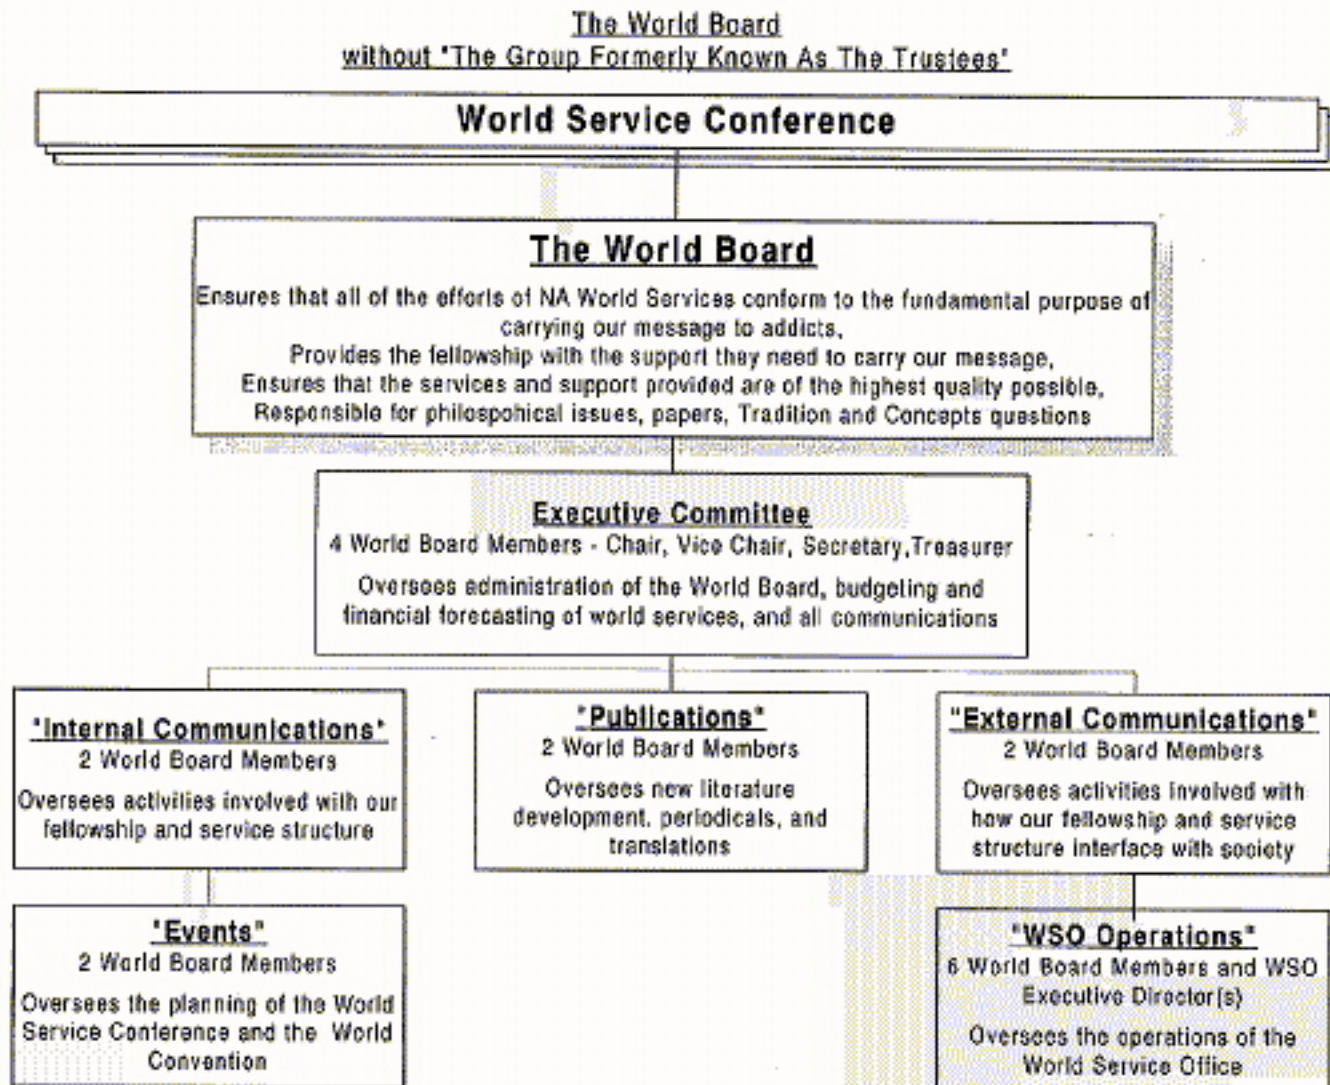 The World Board
without "The Group Formerly Known As The Trustees"
World Service Conference
The World Board
Ensures that all of the efforts of NA World Services conform to the fundamental purpose of
carrying our message to addicts,
Provides the fellowship with the support they need to carry our message,
Ensures that the services and support provided are of the highest quality possible,
Responsible for philospohical issues, papers, Tradition and Concepts questions
Executive Committee
4 World Board Members - Chair, Vice Chair, Secretary,Treasurer
Oversees administration of the World Board, budgeting and
financial forecasting of world services, and all communications
"Internal Communications"
2 World Board Members
Oversees activities involved with our
fellowship and service structure
"Publications"
2 World Board Members
Oversees new literature
development, periodicals, and
translations
"External Communications"
2 World Board Members
Oversees activities involved with
how our fellowship and service
structure interface with society
"Events"
2 World Board Members
Oversees the planning of the World
Service Conference and the World
Convention
"WSO Operations"
6 World Board Members and WSO
Executive Director(s)
Oversees the operations of the
World Service Office